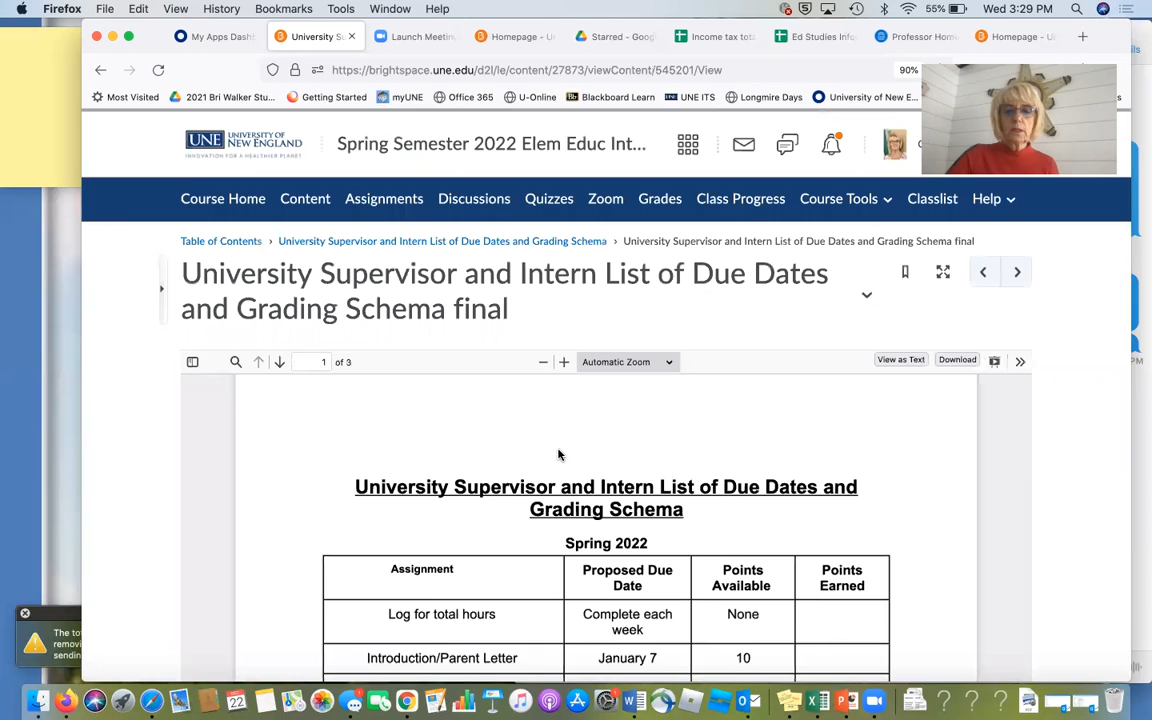 Firefox File Edit View History Bookmarks Tools Window Help 55% Wed 3:29 PM
My Apps Dash University S Launch Meetin Homepage - U Starred - Goog Income tax tot Ed Studies Info Professor Hom Homepage - U
https://brightspace.une.edu/d2l/le/content/27873/viewContent/545201/View 90%
Most Visited 2021 Bri Walker Stu... Getting Started myUNE Office 365 U-Online Blackboard Learn UNE ITS Longmire Days University of New E...
UNE UNIVERSITY OF NEW ENGLAND
INNOVATION FOR A HEALTHIER PLANET
Spring Semester 2022 Elem Educ Int...
Course Home Content Assignments Discussions Quizzes Zoom Grades Class Progress Course Tools Classlist Help
Table of Contents › University Supervisor and Intern List of Due Dates and Grading Schema › University Supervisor and Intern List of Due Dates and Grading Schema final
University Supervisor and Intern List of Due Dates
and Grading Schema final
1 of 3 Automatic Zoom View as Text Download
University Supervisor and Intern List of Due Dates and
Grading Schema
Spring 2022
Assignment Proposed Due Date Points Available Points Earned
Log for total hours Complete each week None
Introduction/Parent Letter January 7 10
The to
removi
sendin